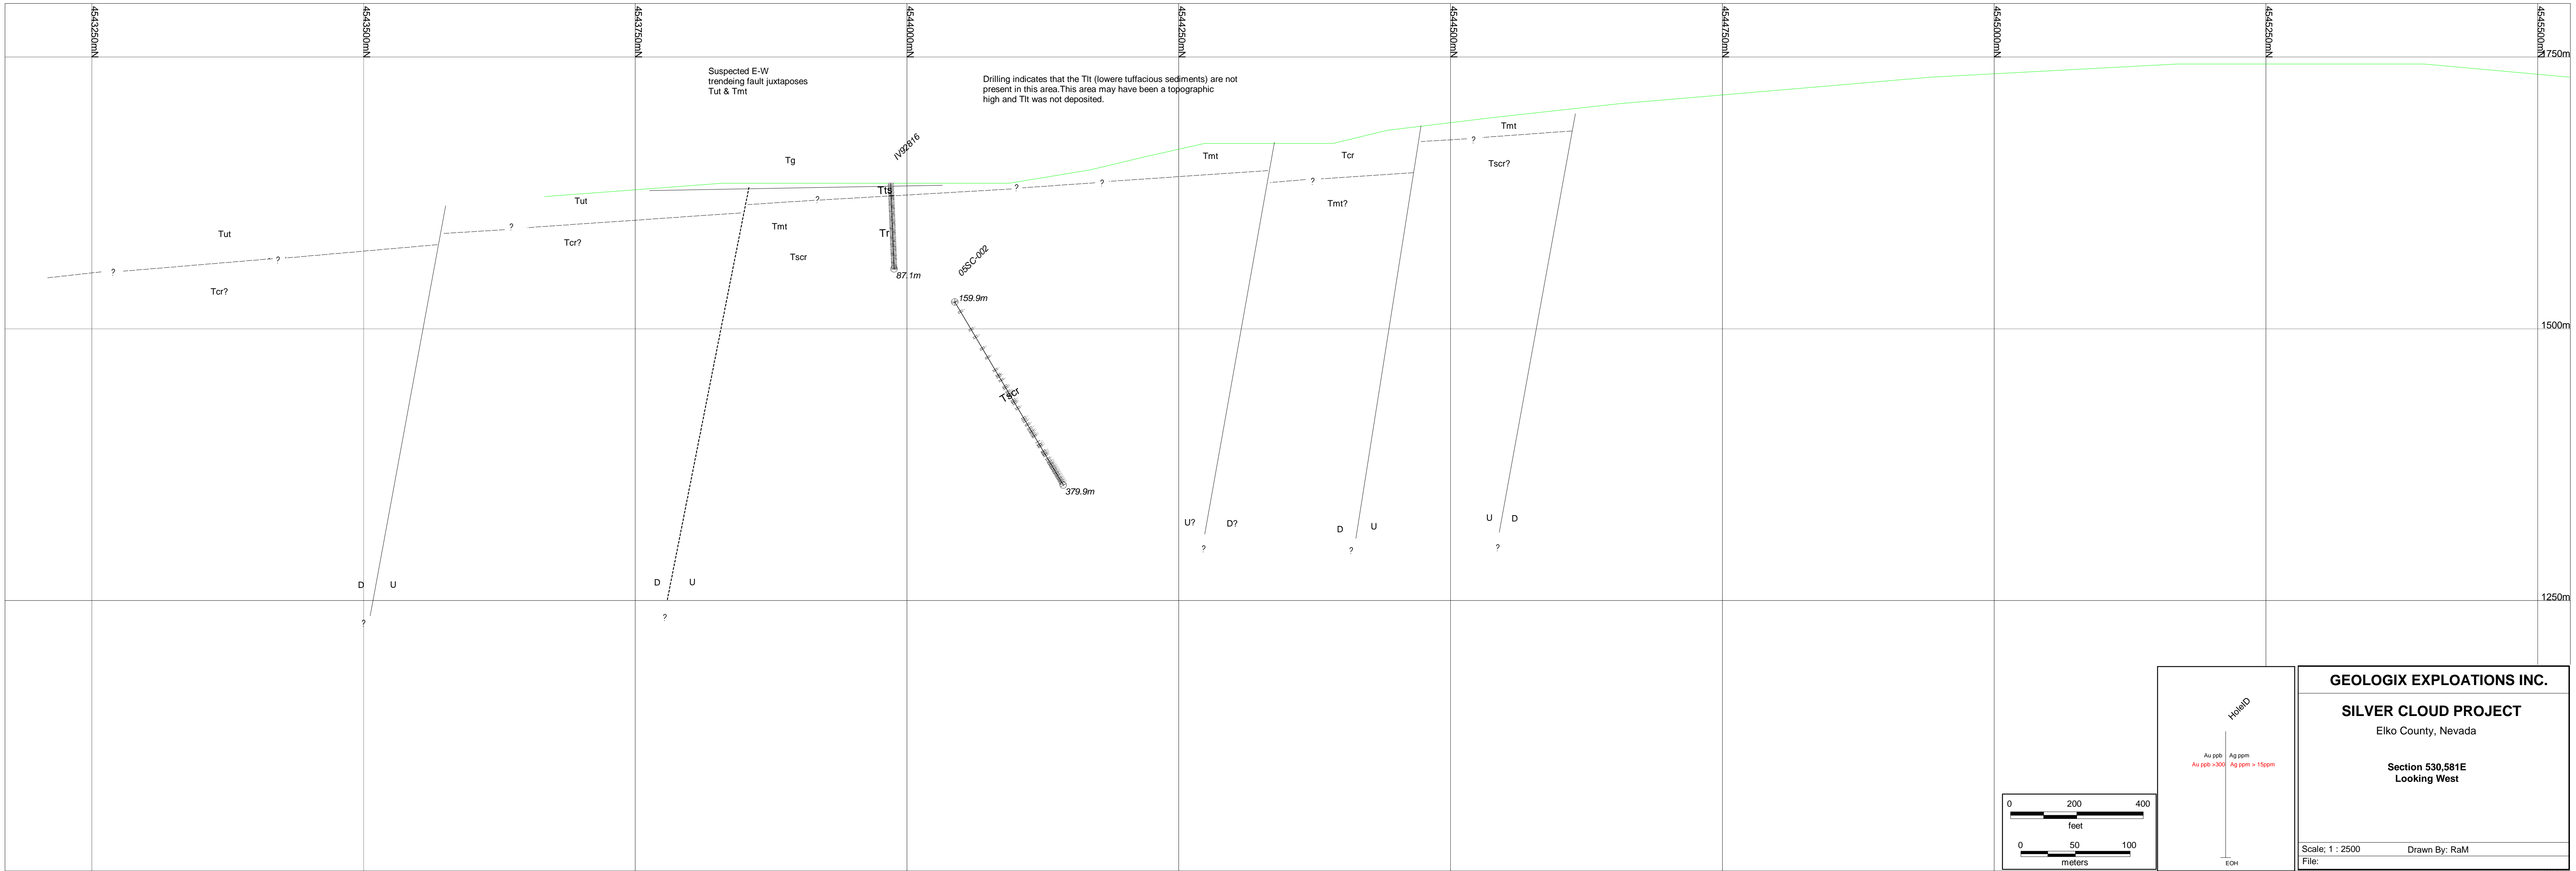 4543250mN
4543500mN
4543750mN
4544000mN
4544250mN
4544500mN
4544750mN
4545000mN
4545250mN
4545500mN
1750m
Suspected E-W
trendeing fault juxtaposes
Tut & Tmt
Drilling indicates that the Tlt (lowere tuffacious sediments) are not
present in this area.This area may have been a topographic
high and Tlt was not deposited.
Tmt
?
Tscr?
IV92816
Tg
Tmt
Tcr
?
Tmt?
Tts
?
?
?
Tut
Tut
?
Tcr?
Tmt
Tr
Tscr
?
?
Tcr?
87.1m
05SC-002
159.9m
1500m
Tscr
379.9m
U?
D?
?
D
U
?
U
D
?
D
U
?
D
U
?
1250m
HoleID
Au ppb
Ag ppm
Au ppb >300
Ag ppm > 15ppm
EOH
0 200 400
feet
0 50 100
meters
GEOLOGIX EXPLOATIONS INC.
SILVER CLOUD PROJECT
Elko County, Nevada
Section 530,581E
Looking West
Scale; 1 : 2500 Drawn By: RaM
File: